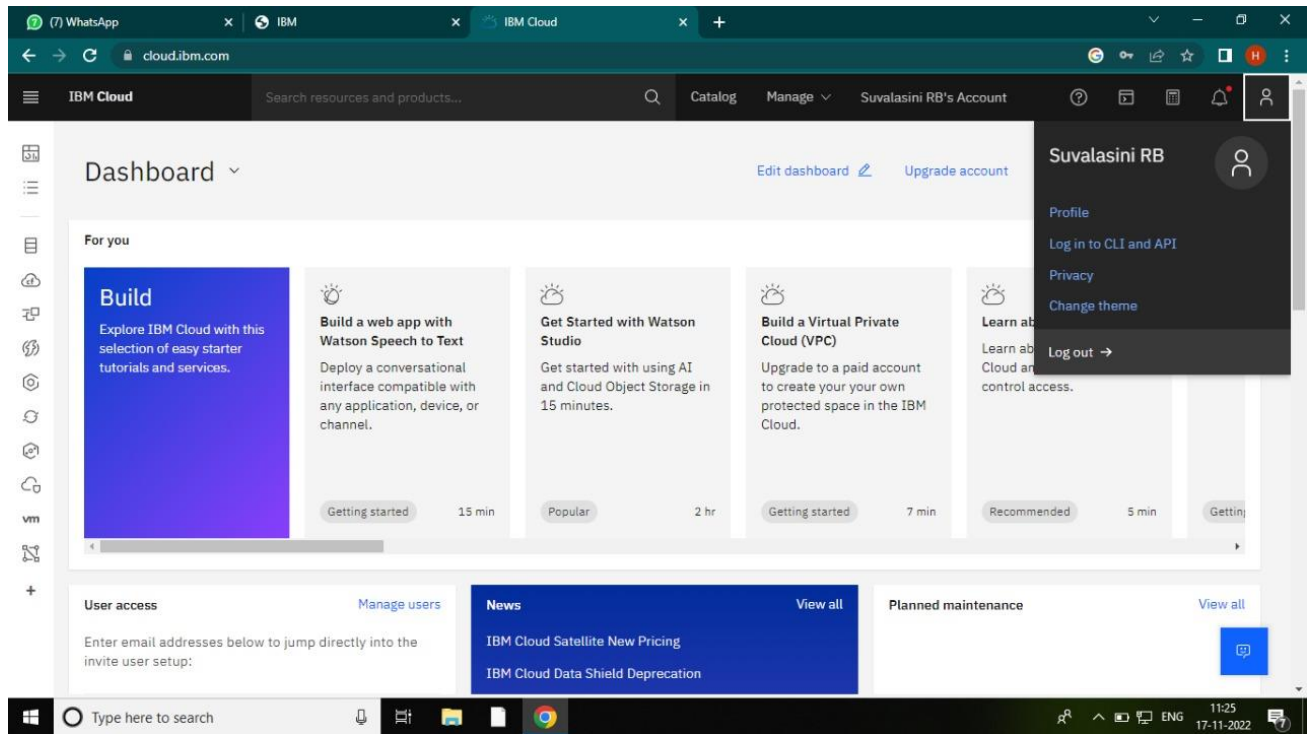 (7) WhatsApp
IBM
IBM Cloud
cloud.ibm.com
H
IBM Cloud
Search resources and products...
Catalog
Manage
Suvalasini RB's Account
Dashboard
Edit dashboard
Upgrade account
Suvalasini RB
Profile
Log in to CLI and API
Privacy
Change theme
Log out →
For you
Build
Explore IBM Cloud with this
selection of easy starter
tutorials and services.
Build a web app with
Watson Speech to Text
Deploy a conversational
interface compatible with
any application, device, or
channel.
Getting started
15 min
Get Started with Watson
Studio
Get started with using AI
and Cloud Object Storage in
15 minutes.
Popular
2 hr
Build a Virtual Private
Cloud (VPC)
Upgrade to a paid account
to create your your own
protected space in the IBM
Cloud.
Getting started
7 min
Learn ab
Learn ab
Cloud an
control access.
Recommended
5 min
Getting
vm
User access
Manage users
Enter email addresses below to jump directly into the
invite user setup:
News
View all
IBM Cloud Satellite New Pricing
IBM Cloud Data Shield Deprecation
Planned maintenance
View all
Type here to search
ENG
11:25
17-11-2022